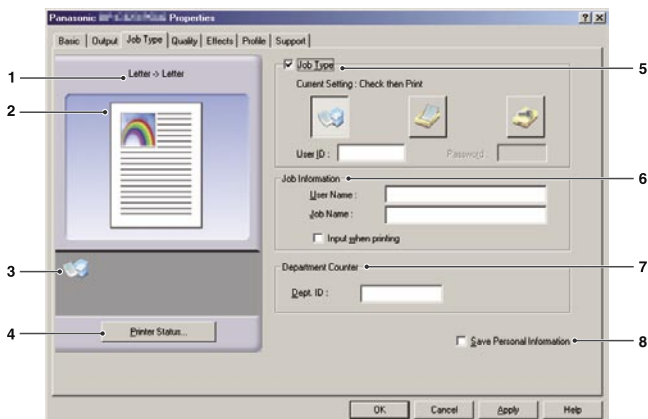 Panasonic Properties
Basic Output Job Type Quality Effects Profile Support
1 Letter -> Letter
2
3
4 Printer Status...
Job Type 5
Current Setting : Check then Print
User ID : Password :
Job Information 6
User Name :
Job Name :
Input when printing
Department Counter 7
Dept. ID :
Save Personal Information 8
OK Cancel Apply Help